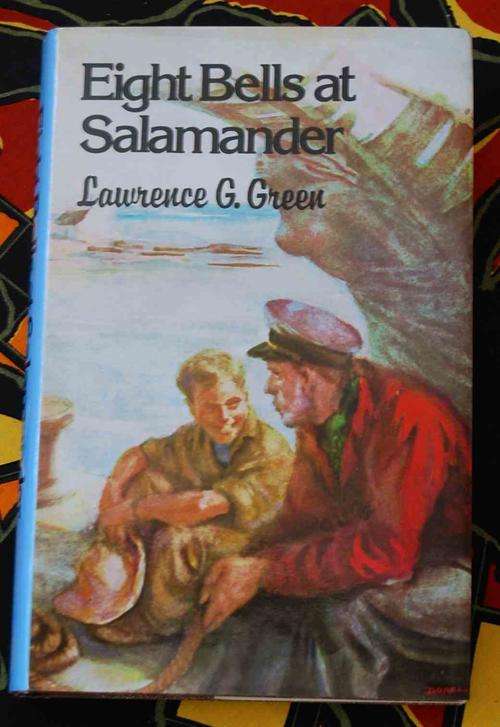 Eight Bells at
Salamander
Lawrence G. Green